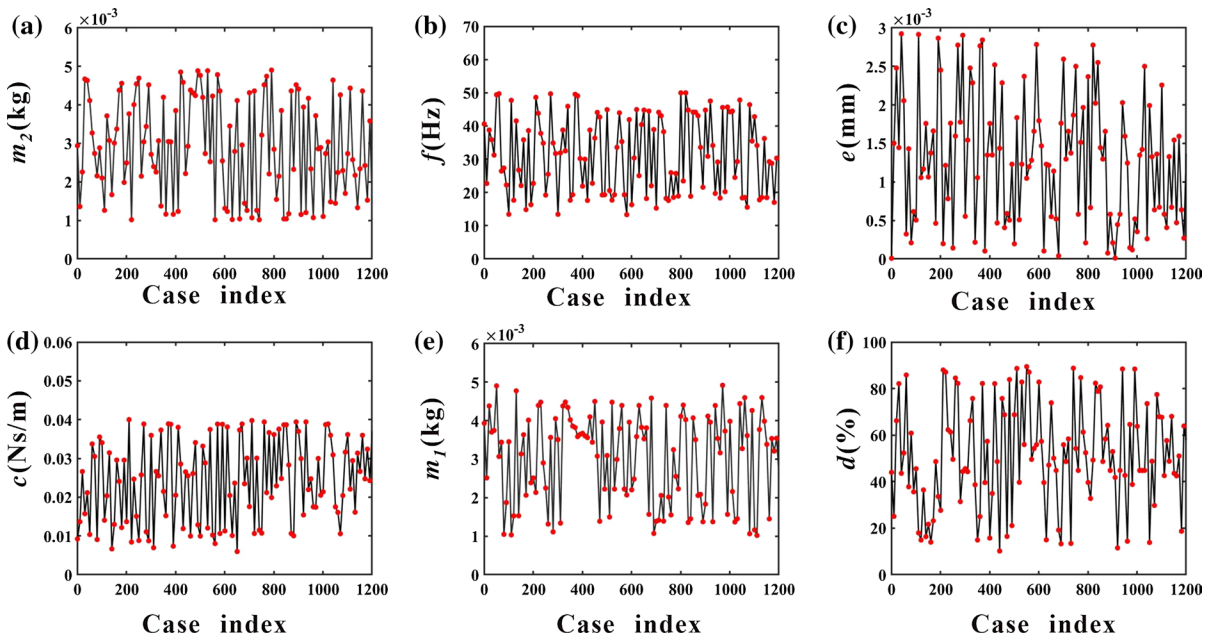 (a)
×10⁻³
6
5
4
3
2
1
0
m₂(kg)
0 200 400 600 800 1000 1200
Case index
(b)
70
60
50
40
30
20
10
0
f(Hz)
0 200 400 600 800 1000 1200
Case index
(c)
×10⁻³
3
2.5
2
1.5
1
0.5
0
e(mm)
0 200 400 600 800 1000 1200
Case index
(d)
0.06
0.05
0.04
0.03
0.02
0.01
0
c(Ns/m)
0 200 400 600 800 1000 1200
Case index
(e)
×10⁻³
6
5
4
3
2
1
0
m₁(kg)
0 200 400 600 800 1000 1200
Case index
(f)
100
80
60
40
20
0
d(%)
0 200 400 600 800 1000 1200
Case index